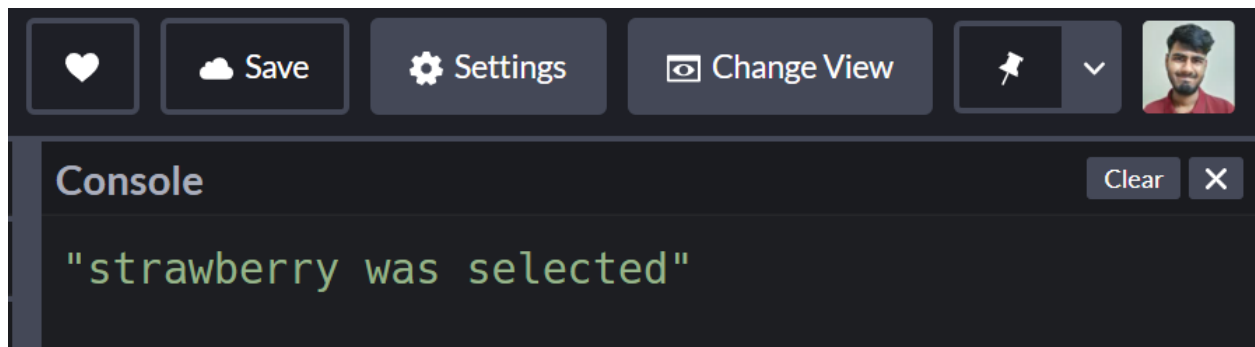 Save
Settings
Change View
Console
Clear
"strawberry was selected"